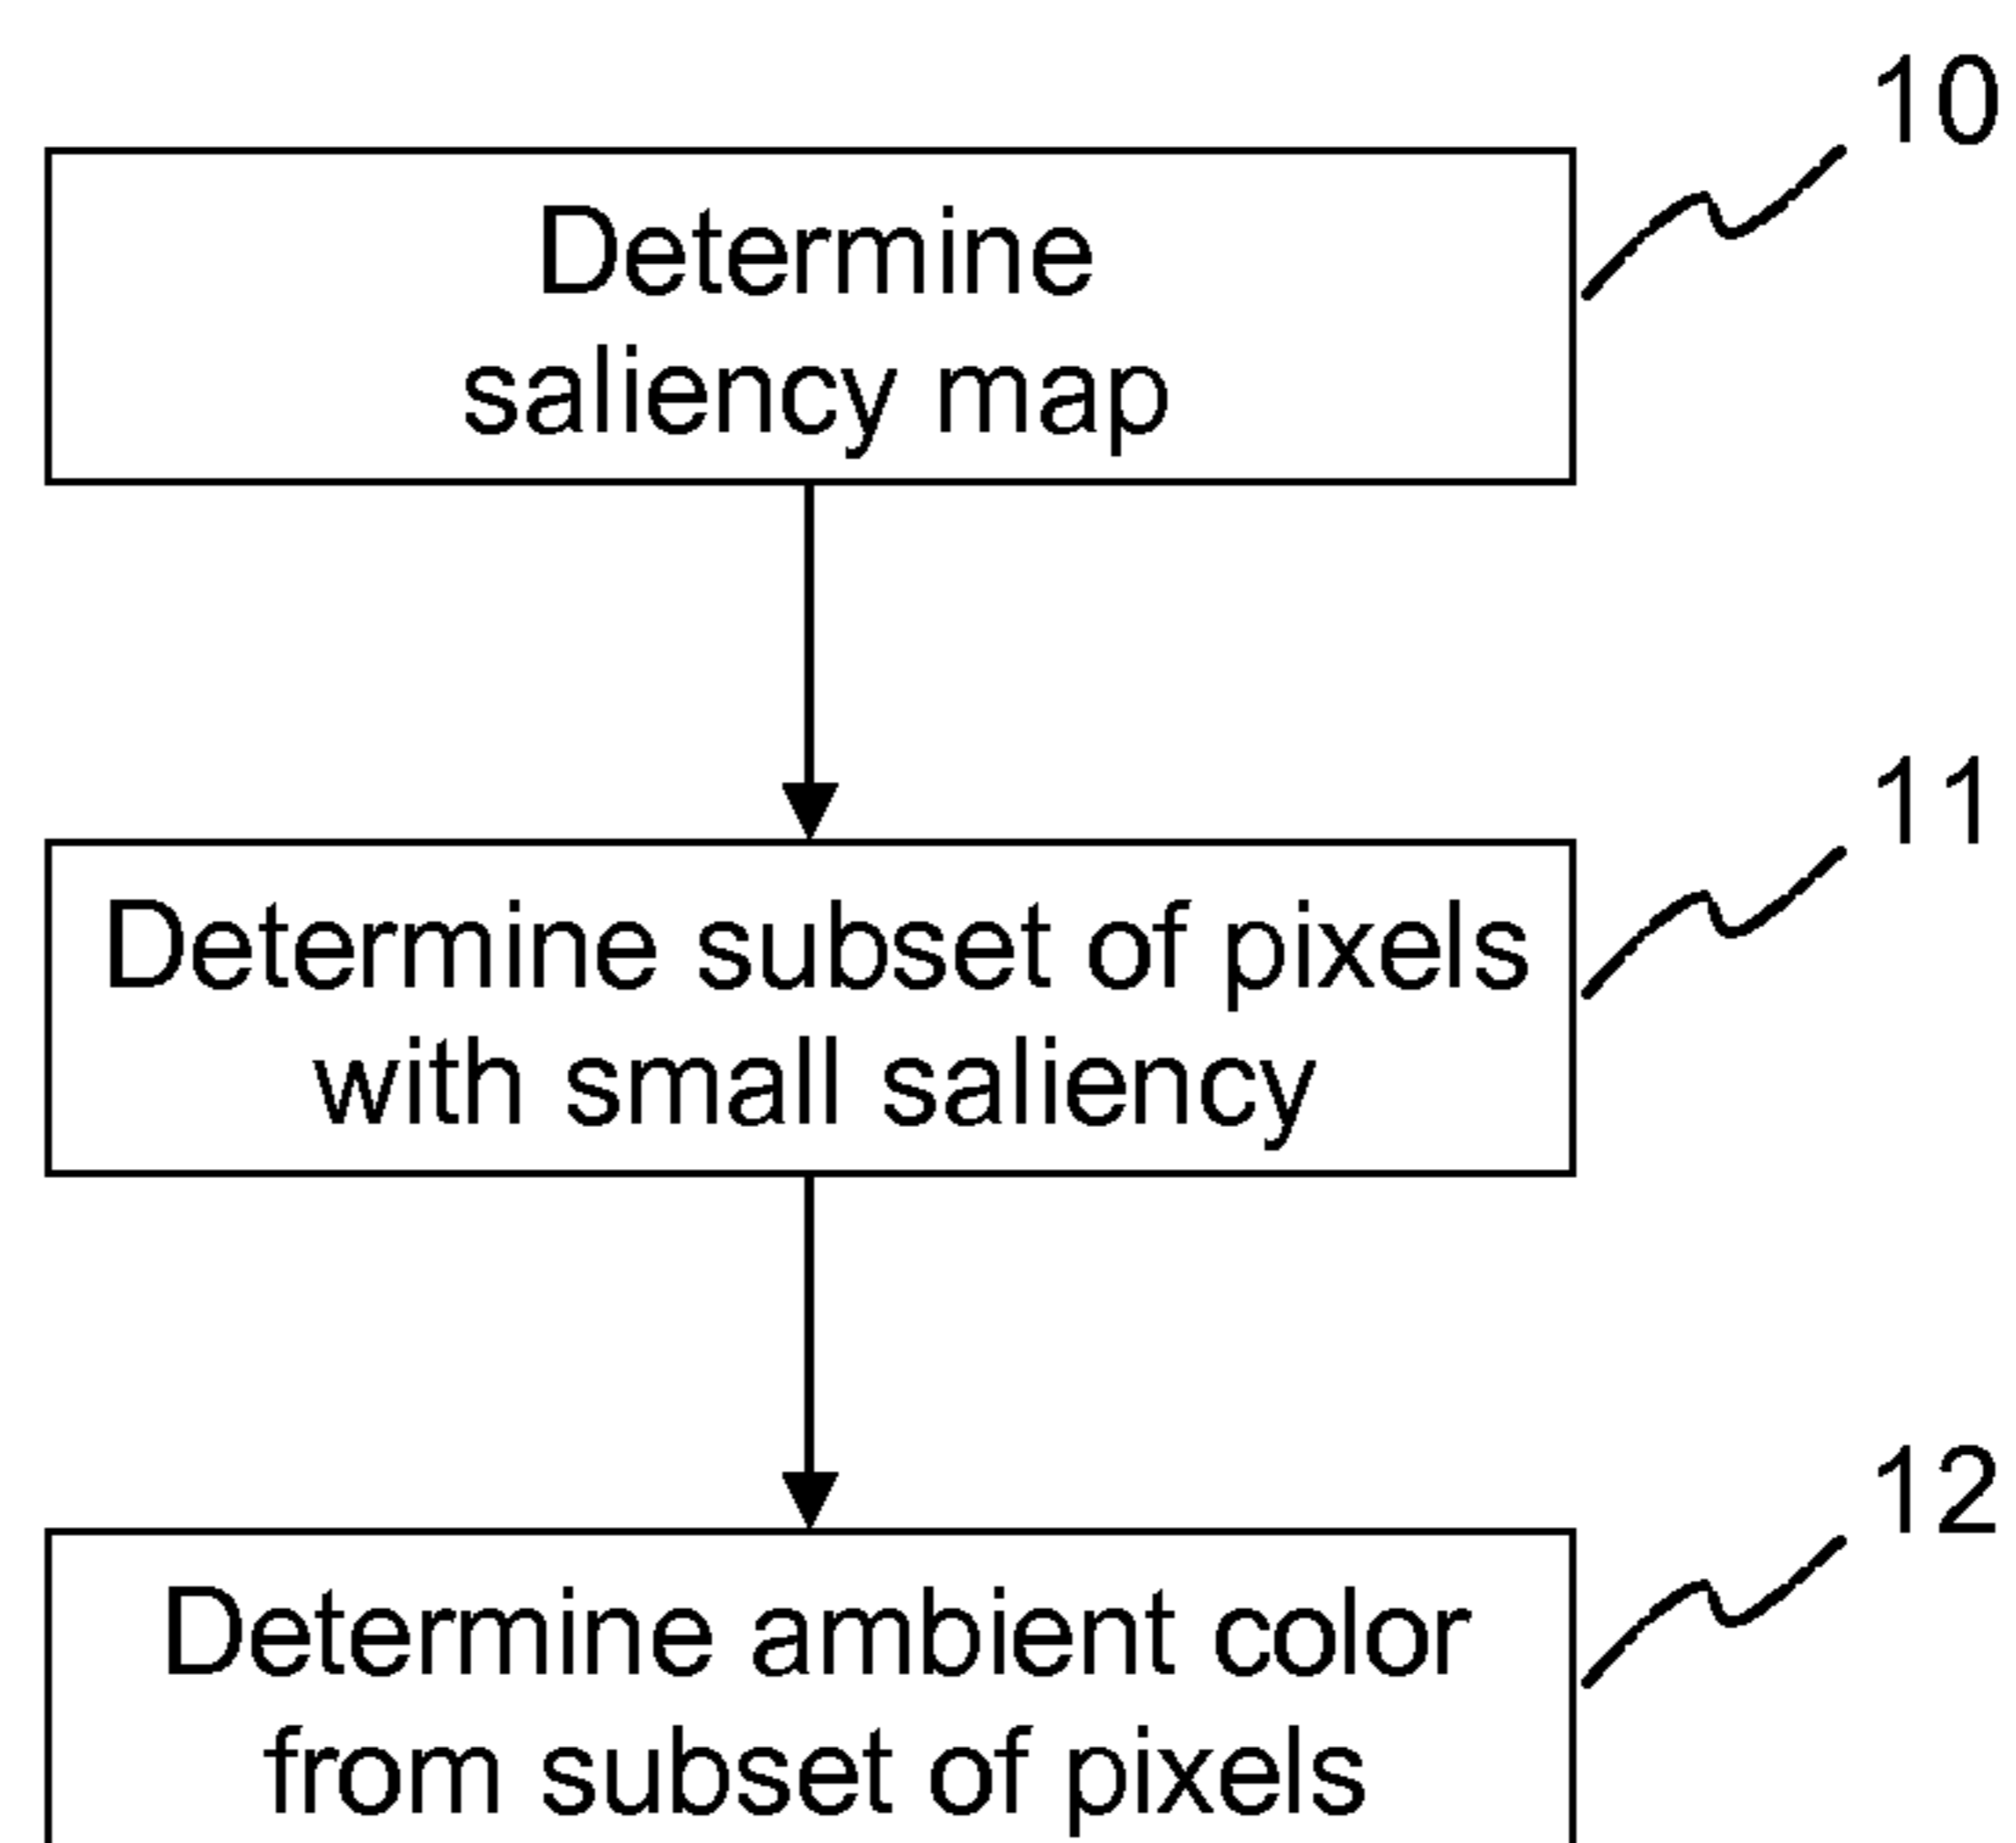 10
Determine
saliency map
11
Determine subset of pixels
with small saliency
12
Determine ambient color
from subset of pixels